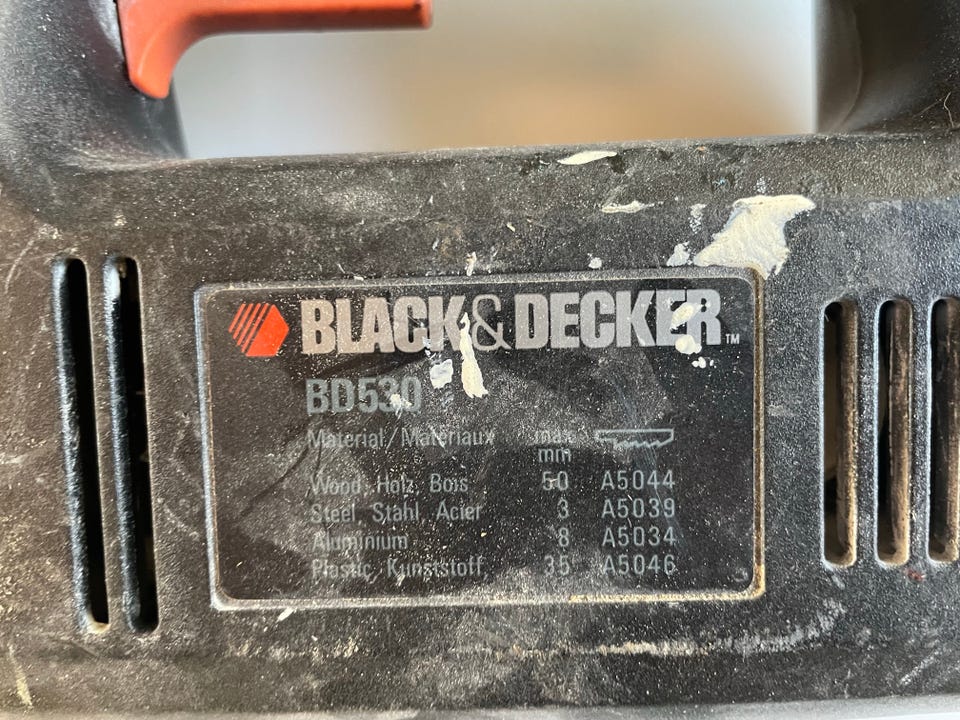 BLACK&DECKER™
BD530
Material/Materiaux max mm
Wood, Holz, Bois 50 A5044
Steel, Stahl, Acier 3 A5039
Aluminium 8 A5034
Plastic, Kunststoff, 35 A5046